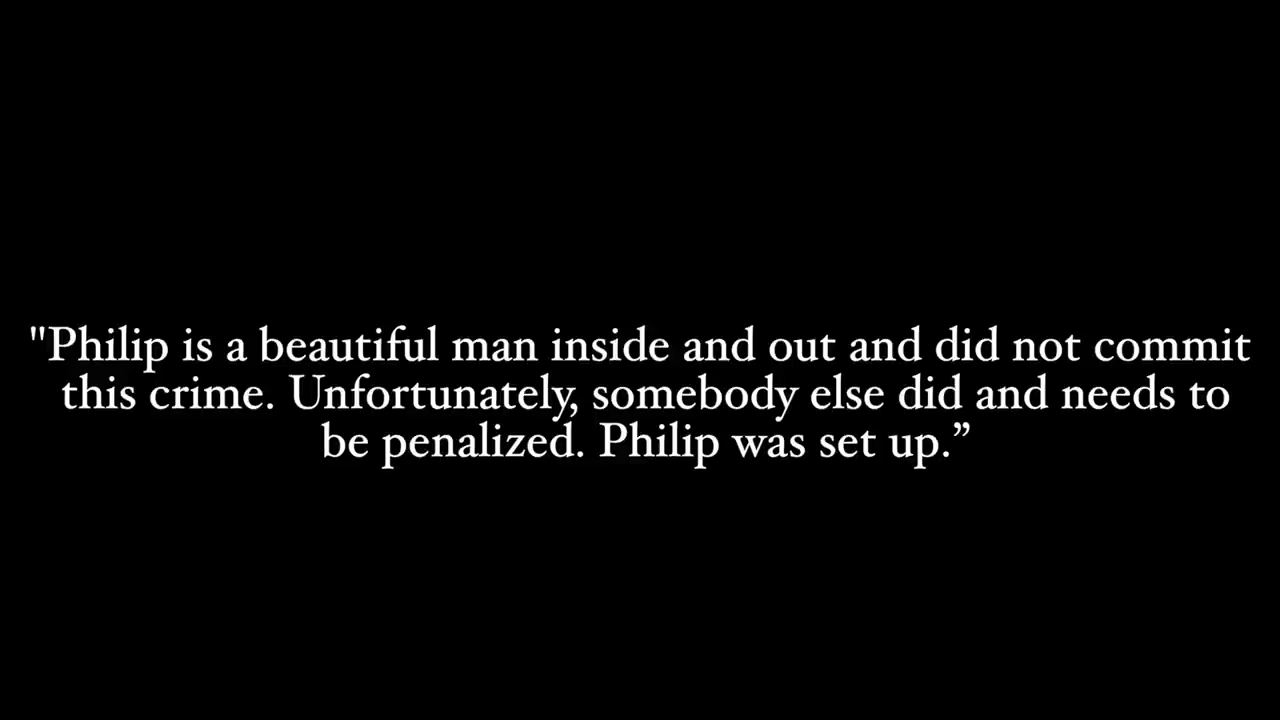 "Philip is a beautiful man inside and out and did not commit
this crime. Unfortunately, somebody else did and needs to
be penalized. Philip was set up.”